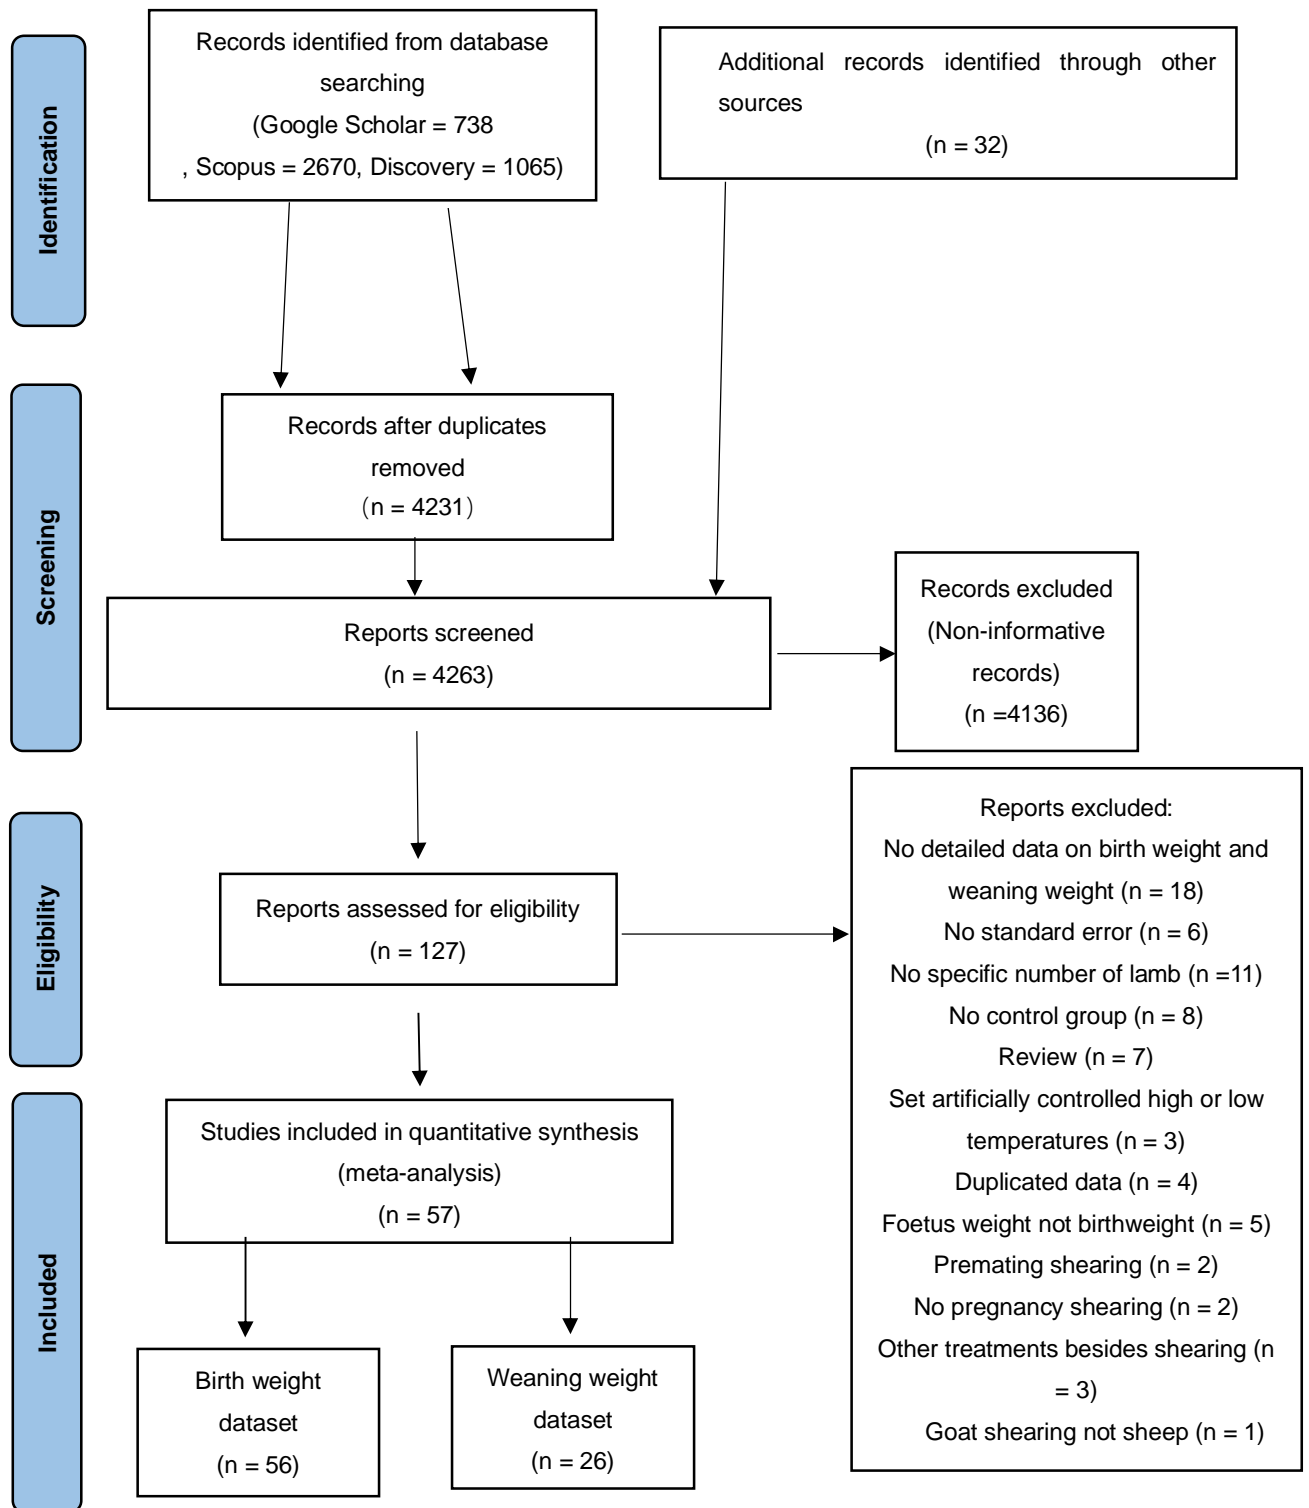 Identification
Records identified from database
searching
(Google Scholar = 738
, Scopus = 2670, Discovery = 1065)
Additional records identified through other
sources
(n = 32)
Screening
Records after duplicates
removed
(n = 4231)
Reports screened
(n = 4263)
Records excluded
(Non-informative
records)
(n =4136)
Eligibility
Reports assessed for eligibility
(n = 127)
Reports excluded:
No detailed data on birth weight and
weaning weight (n = 18)
No standard error (n = 6)
No specific number of lamb (n =11)
No control group (n = 8)
Review (n = 7)
Set artificially controlled high or low
temperatures (n = 3)
Duplicated data (n = 4)
Foetus weight not birthweight (n = 5)
Premating shearing (n = 2)
No pregnancy shearing (n = 2)
Other treatments besides shearing (n
= 3)
Goat shearing not sheep (n = 1)
Included
Studies included in quantitative synthesis
(meta-analysis)
(n = 57)
Birth weight
dataset
(n = 56)
Weaning weight
dataset
(n = 26)